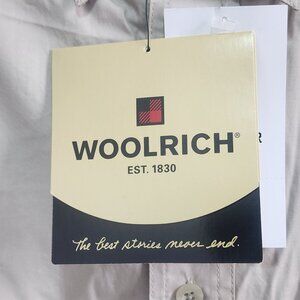 WOOLRICH®
EST. 1830
The best stories never end.
R